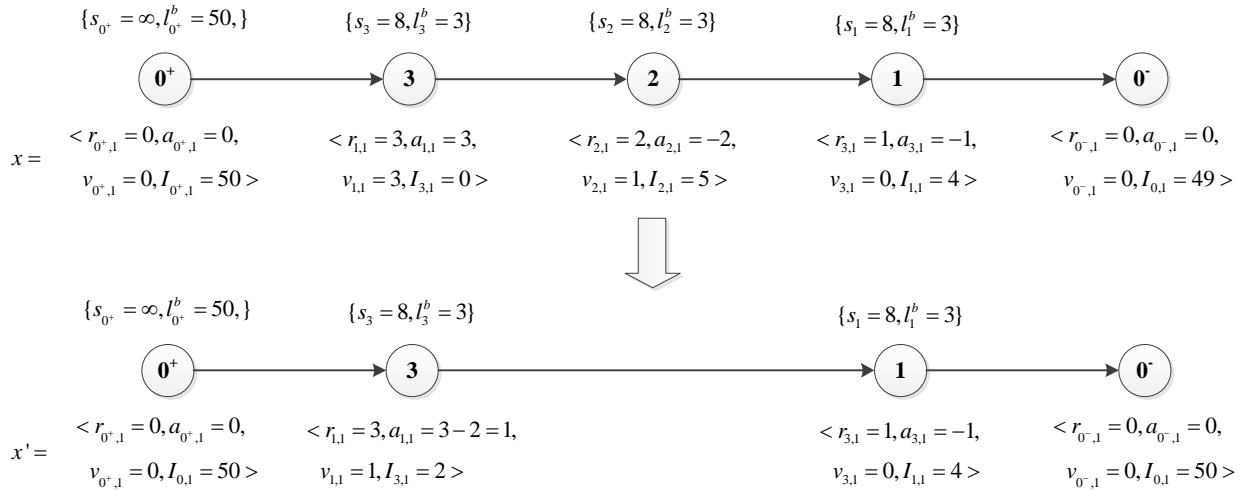 {s_{0^+} = ∞, l^b_{0^+} = 50,} {s_3 = 8, l^b_3 = 3} {s_2 = 8, l^b_2 = 3} {s_1 = 8, l^b_1 = 3}
0^+ 3 2 1 0^-
< r_{0^+,1} = 0, a_{0^+,1} = 0, < r_{1,1} = 3, a_{1,1} = 3, < r_{2,1} = 2, a_{2,1} = −2, < r_{3,1} = 1, a_{3,1} = −1, < r_{0^-,1} = 0, a_{0^-,1} = 0,
x =
v_{0^+,1} = 0, I_{0^+,1} = 50 > v_{1,1} = 3, I_{3,1} = 0 > v_{2,1} = 1, I_{2,1} = 5 > v_{3,1} = 0, I_{1,1} = 4 > v_{0^-,1} = 0, I_{0,1} = 49 >
{s_{0^+} = ∞, l^b_{0^+} = 50,} {s_3 = 8, l^b_3 = 3} {s_1 = 8, l^b_1 = 3}
0^+ 3 1 0^-
< r_{0^+,1} = 0, a_{0^+,1} = 0, < r_{1,1} = 3, a_{1,1} = 3 − 2 = 1, < r_{3,1} = 1, a_{3,1} = −1, < r_{0^-,1} = 0, a_{0^-,1} = 0,
x' =
v_{0^+,1} = 0, I_{0,1} = 50 > v_{1,1} = 1, I_{3,1} = 2 > v_{3,1} = 0, I_{1,1} = 4 > v_{0^-,1} = 0, I_{0,1} = 50 >